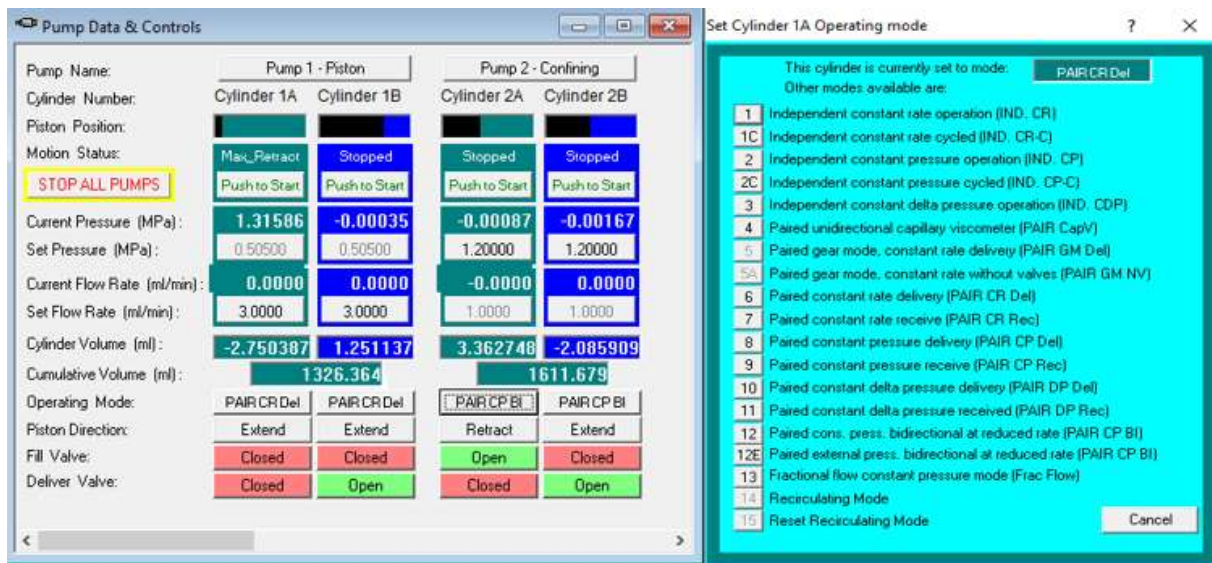 Pump Data & Controls
Pump Name: Pump 1 - Piston Pump 2 - Confining
Cylinder Number: Cylinder 1A Cylinder 1B Cylinder 2A Cylinder 2B
Piston Position:
Motion Status: Max_Retract Stopped Stopped Stopped
STOP ALL PUMPS Push to Start Push to Start Push to Start Push to Start
Current Pressure (MPa) : 1.31586 -0.00035 -0.00087 -0.00167
Set Pressure (MPa) : 0.50500 0.50500 1.20000 1.20000
Current Flow Rate (ml/min) : 0.0000 0.0000 -0.0000 0.0000
Set Flow Rate (ml/min) : 3.0000 3.0000 1.0000 1.0000
Cylinder Volume (ml) : -2.750387 1.251137 3.362748 -2.085909
Cumulative Volume (ml) : 1326.364 1611.679
Operating Mode: PAIR CR Del PAIR CR Del PAIR CP BI PAIR CP BI
Piston Direction: Extend Extend Retract Extend
Fill Valve: Closed Closed Open Closed
Deliver Valve: Closed Open Closed Open
Set Cylinder 1A Operating mode ?
This cylinder is currently set to mode: PAIR CR Del
Other modes available are:
1 Independent constant rate operation (IND. CR)
1C Independent constant rate cycled (IND. CR-C)
2 Independent constant pressure operation (IND. CP)
2C Independent constant pressure cycled (IND. CP-C)
3 Independent constant delta pressure operation (IND. CDP)
4 Paired unidirectional capillary viscometer (PAIR CapV)
5 Paired gear mode, constant rate delivery (PAIR GM Del)
5A Paired gear mode, constant rate without valves (PAIR GM NV)
6 Paired constant rate delivery (PAIR CR Del)
7 Paired constant rate receive (PAIR CR Rec)
8 Paired constant pressure delivery (PAIR CP Del)
9 Paired constant pressure receive (PAIR CP Rec)
10 Paired constant delta pressure delivery (PAIR DP Del)
11 Paired constant delta pressure received (PAIR DP Rec)
12 Paired cons. press. bidirectional at reduced rate (PAIR CP BI)
12E Paired external press. bidirectional at reduced rate (PAIR CP BI)
13 Fractional flow constant pressure mode (Frac Flow)
14 Recirculating Mode
15 Reset Recirculating Mode
Cancel